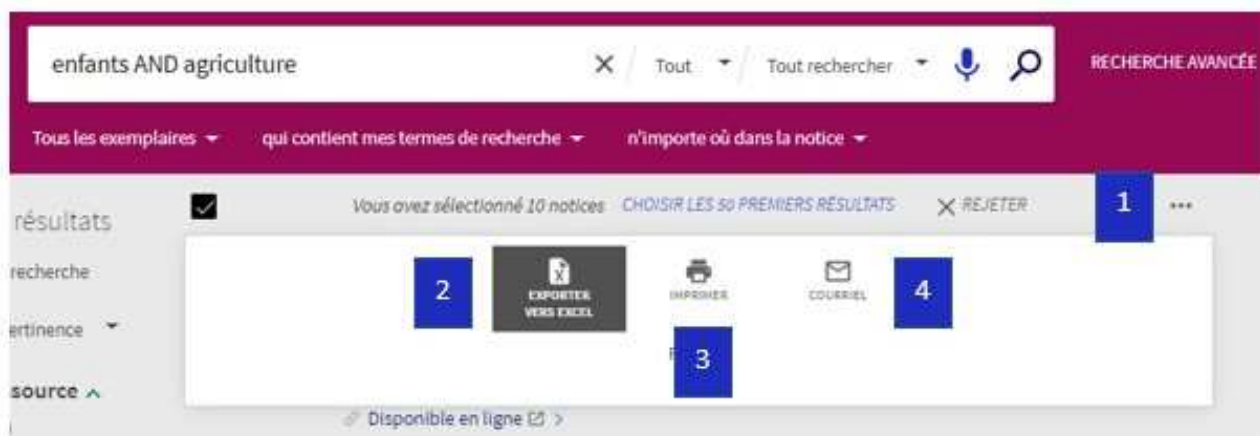 enfants AND agriculture
Tout
Tout rechercher
RECHERCHE AVANCÉE
Tous les exemplaires
qui contient mes termes de recherche
n'importe où dans la notice
résultats
Vous avez sélectionné 10 notices
CHOISIR LES 50 PREMIERS RÉSULTATS
REJETER
1
...
recherche
2
EXPORTER
VERS EXCEL
IMPRIMER
COURRIEL
4
ertinence
3
source
Disponible en ligne